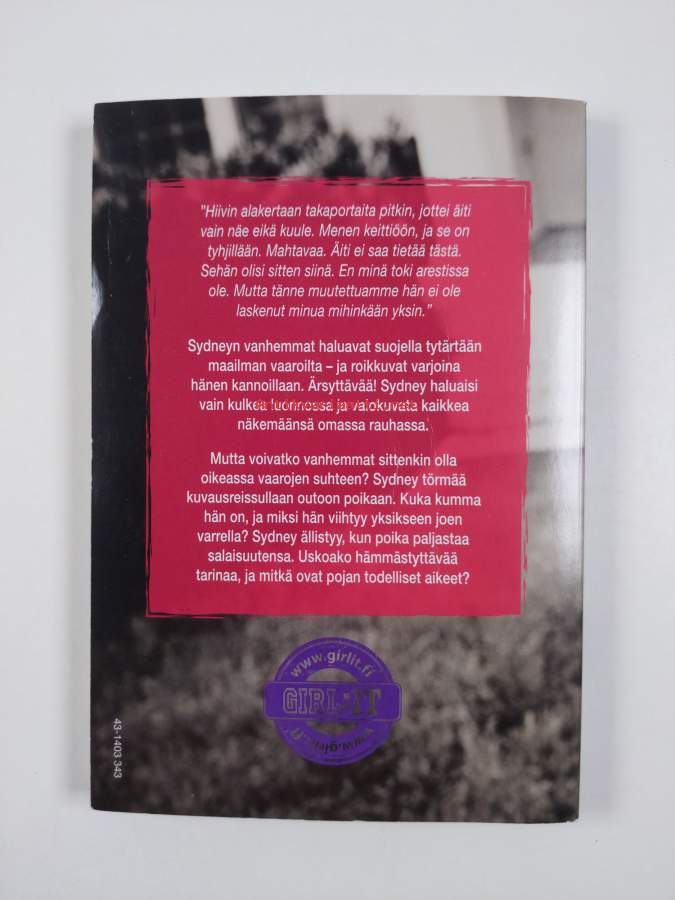 "Hiivin alakertaan takaportaita pitkin, jottei äiti
vain näe eikä kuule. Menen keittiöön, ja se on
tyhjillään. Mahtavaa. Äiti ei saa tietää tästä.
Sehän olisi sitten siinä. En minä toki arestissa
ole. Mutta tänne muutettuamme hän ei ole
laskenut minua mihinkään yksin."
Sydneyn vanhemmat haluavat suojella tytärtään
maailman vaaroilta – ja roikkuvat varjoina
hänen kannoillaan. Ärsyttävää! Sydney haluaisi
vain kulkea luonnossa ja valokuvata kaikkea
näkemäänsä omassa rauhassa.
Mutta voivatko vanhemmat sittenkin olla
oikeassa vaarojen suhteen? Sydney törmää
kuvausreissullaan outoon poikaan. Kuka kumma
hän on, ja miksi hän viihtyy yksikseen joen
varrella? Sydney ällistyy, kun poika paljastaa
salaisuutensa. Uskoako hämmästyttävää
tarinaa, ja mitkä ovat pojan todelliset aikeet?
www.girlit.fi
GIRL:IT
www.girlit.fi
43-1403 343